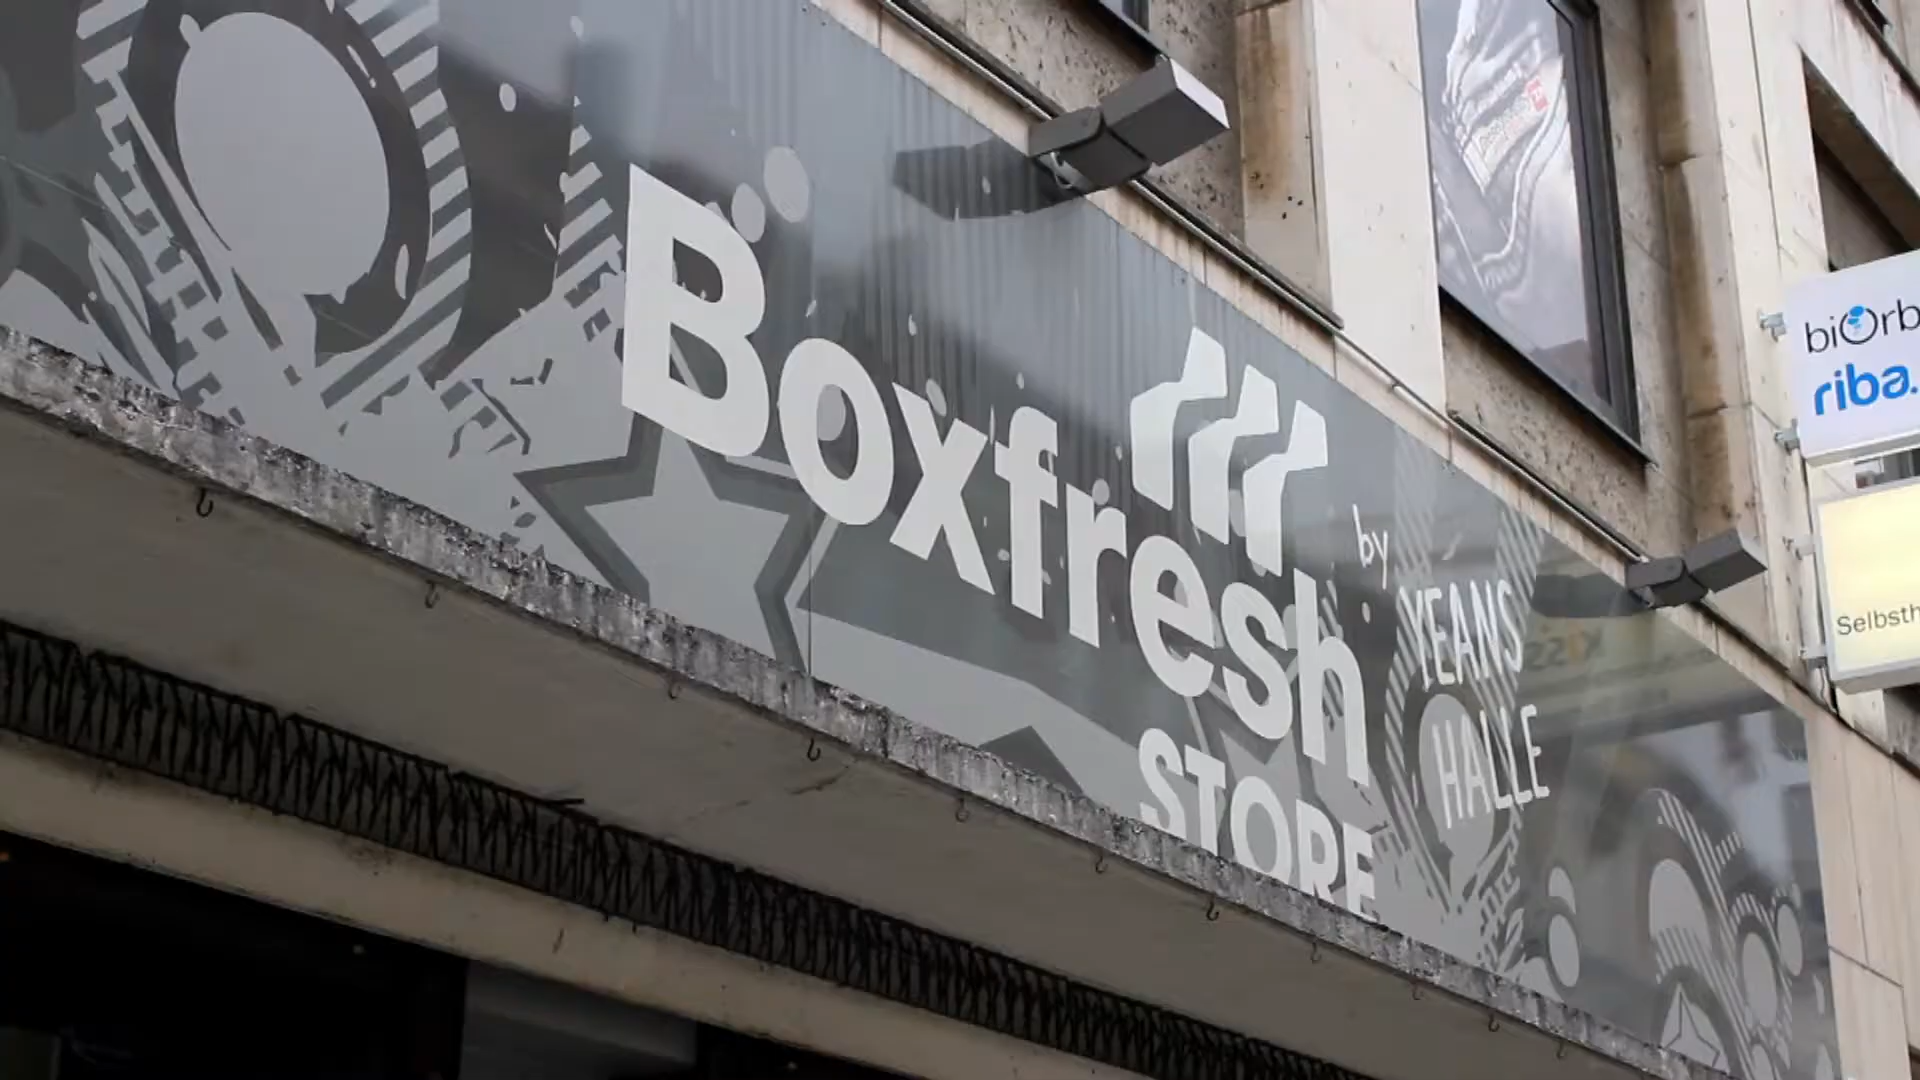 Boxfresh
STORE
by
YEANS
HALLE
biOrb
riba.
Selbsth